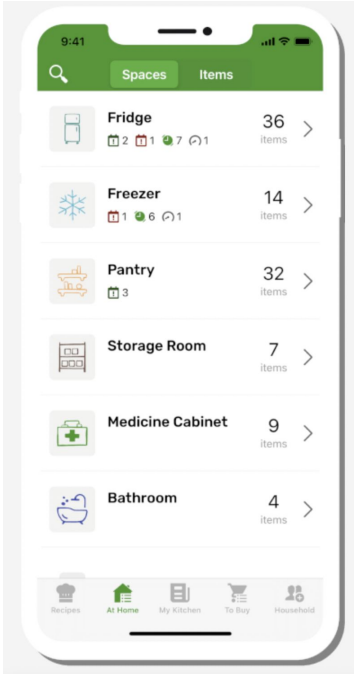 9:41
Spaces Items
Fridge
2 1 7 1
36
items
Freezer
1 6 1
14
items
Pantry
3
32
items
Storage Room
7
items
Medicine Cabinet
9
items
Bathroom
4
items
Recipes At Home My Kitchen To Buy Household